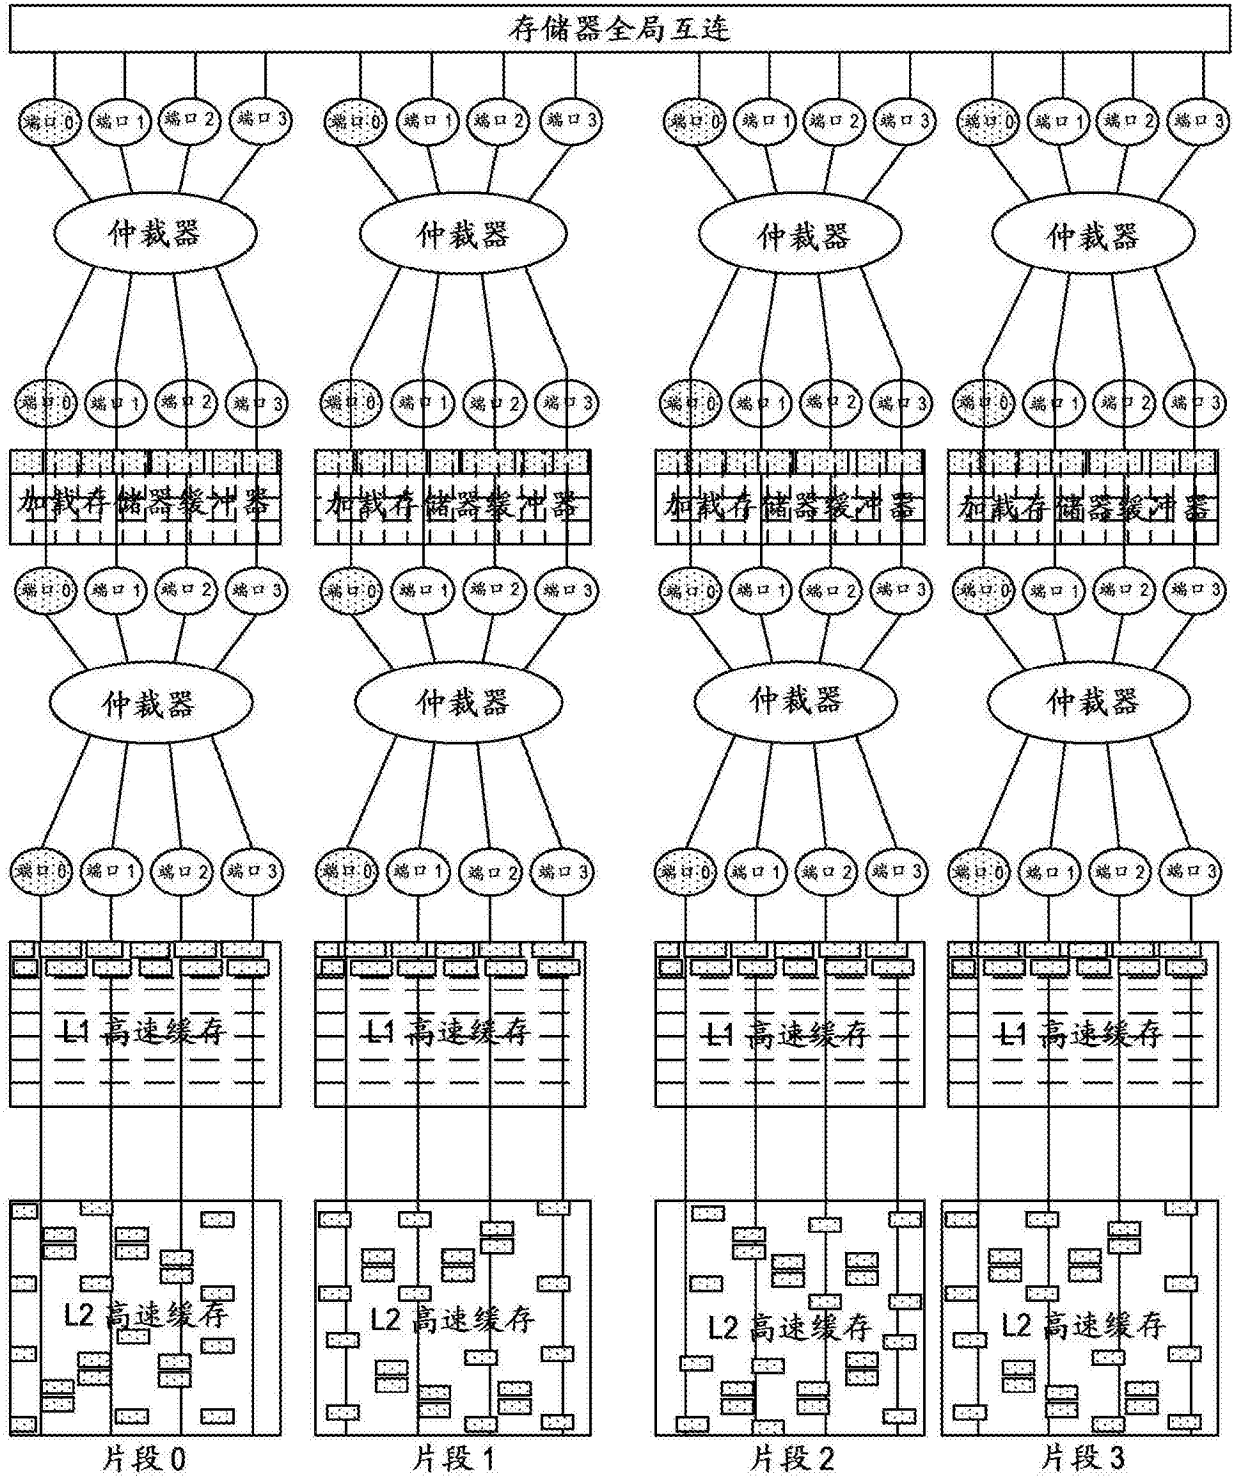 存储器全局互连
端口 0 端口 1 端口 2 端口 3 端口 0 端口 1 端口 2 端口 3 端口 0 端口 1 端口 2 端口 3 端口 0 端口 1 端口 2 端口 3
仲裁器 仲裁器 仲裁器 仲裁器
端口 0 端口 1 端口 2 端口 3 端口 0 端口 1 端口 2 端口 3 端口 0 端口 1 端口 2 端口 3 端口 0 端口 1 端口 2 端口 3
加载存储器缓冲器 加载存储器缓冲器 加载存储器缓冲器 加载存储器缓冲器
端口 0 端口 1 端口 2 端口 3 端口 0 端口 1 端口 2 端口 3 端口 0 端口 1 端口 2 端口 3 端口 0 端口 1 端口 2 端口 3
仲裁器 仲裁器 仲裁器 仲裁器
端口 0 端口 1 端口 2 端口 3 端口 0 端口 1 端口 2 端口 3 端口 0 端口 1 端口 2 端口 3 端口 0 端口 1 端口 2 端口 3
L1 高速缓存 L1 高速缓存 L1 高速缓存 L1 高速缓存
L2 高速缓存 L2 高速缓存 L2 高速缓存 L2 高速缓存
片段 0 片段 1 片段 2 片段 3